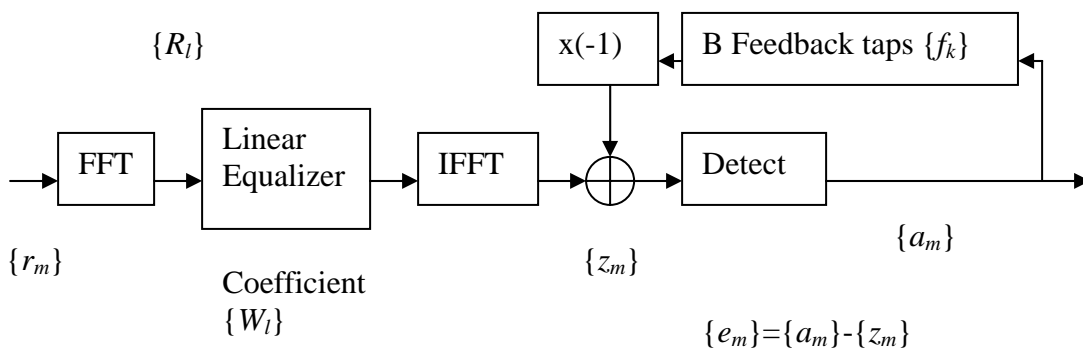 {R_l}
x(-1)
B Feedback taps {f_k}
FFT
Linear
Equalizer
IFFT
Detect
{r_m}
Coefficient
{W_l}
{z_m}
{a_m}
{e_m}={a_m}-{z_m}